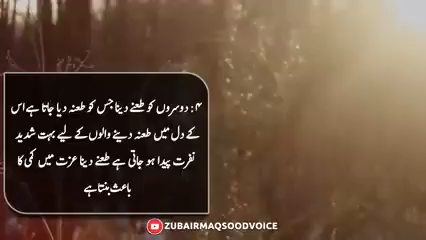 ۴: دوسروں کو طعنے دینا جس کو طعنہ دیا جاتا ہے اس
کے دل میں طعنہ دینے والوں کے لیے بہت شدید
نفرت پیدا ہو جاتی ہے طعنے دینا عزت میں کمی کا
باعث بنتا ہے
ZUBAIRMAQSOODVOICE